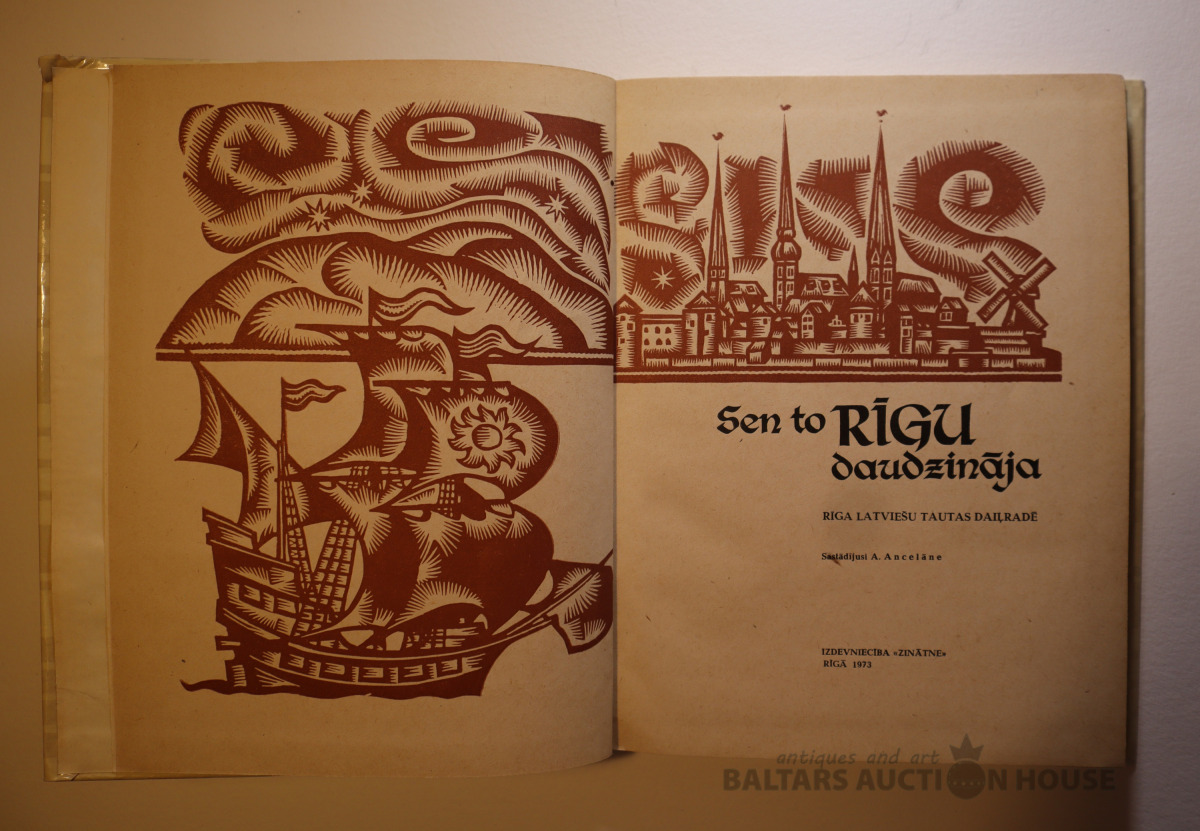 Sen to RĪGU
daudzināja
RĪGA LATVIEŠU TAUTAS DAIĻRADĒ
Sastādījusi A. Ancelāne
IZDEVNIECĪBA «ZINĀTNE»
RĪGĀ 1973
antiques and art
BALTARS AUCTION HOUSE